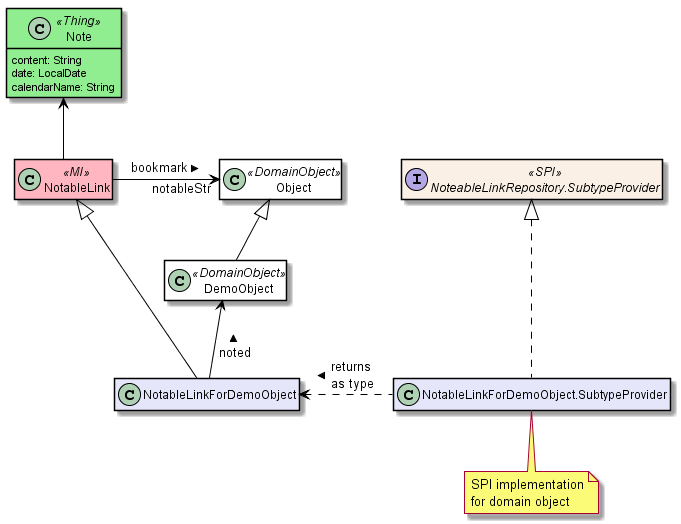 C «Thing»
Note
content: String
date: LocalDate
calendarName: String
C «MI»
NotableLink
bookmark ►
notableStr
C «DomainObject»
Object
I «SPI»
NoteableLinkRepository.SubtypeProvider
C «DomainObject»
DemoObject
▲
noted
◄ returns
as type
C NotableLinkForDemoObject
C NotableLinkForDemoObject.SubtypeProvider
SPI implementation
for domain object